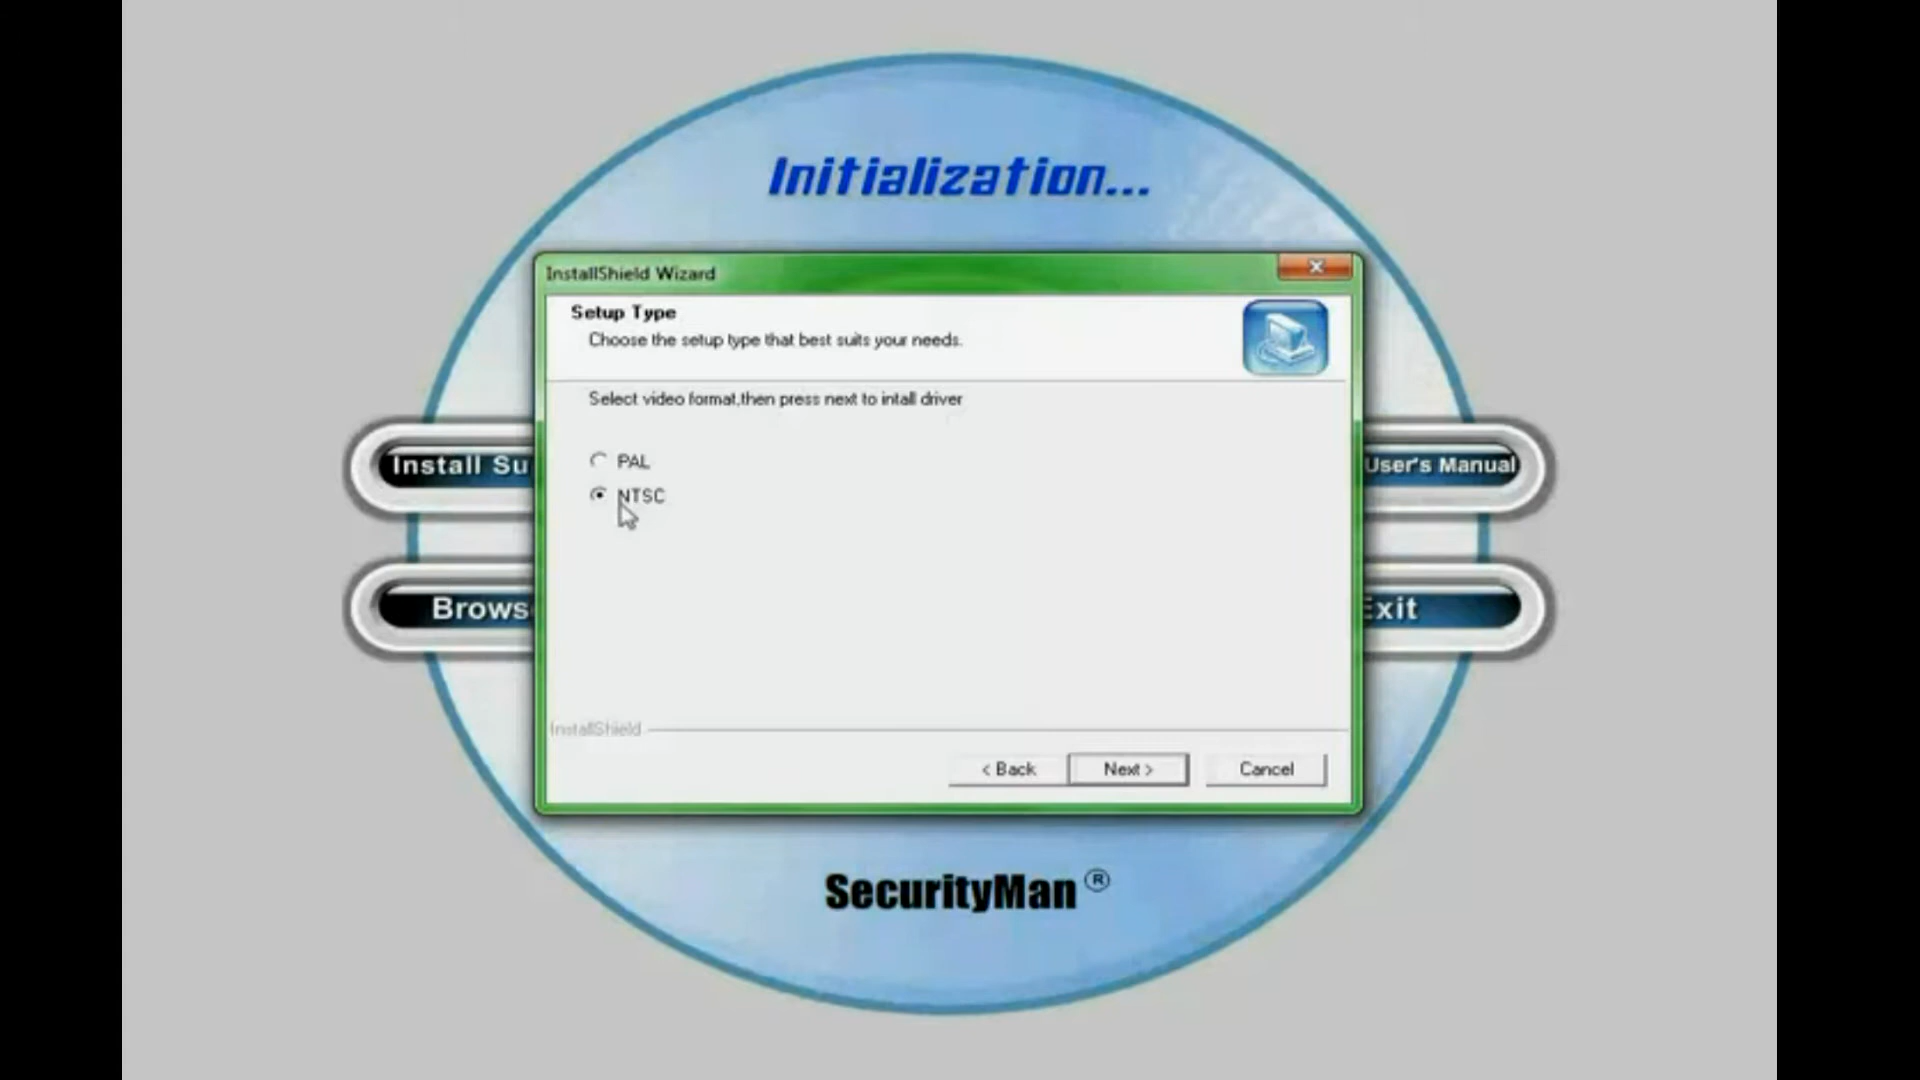 Initialization...
InstallShield Wizard
Setup Type
Choose the setup type that best suits your needs.
Select video format,then press next to intall driver
PAL
NTSC
Install Su
User's Manual
Brows
Exit
InstallShield
< Back
Next >
Cancel
SecurityMan ®